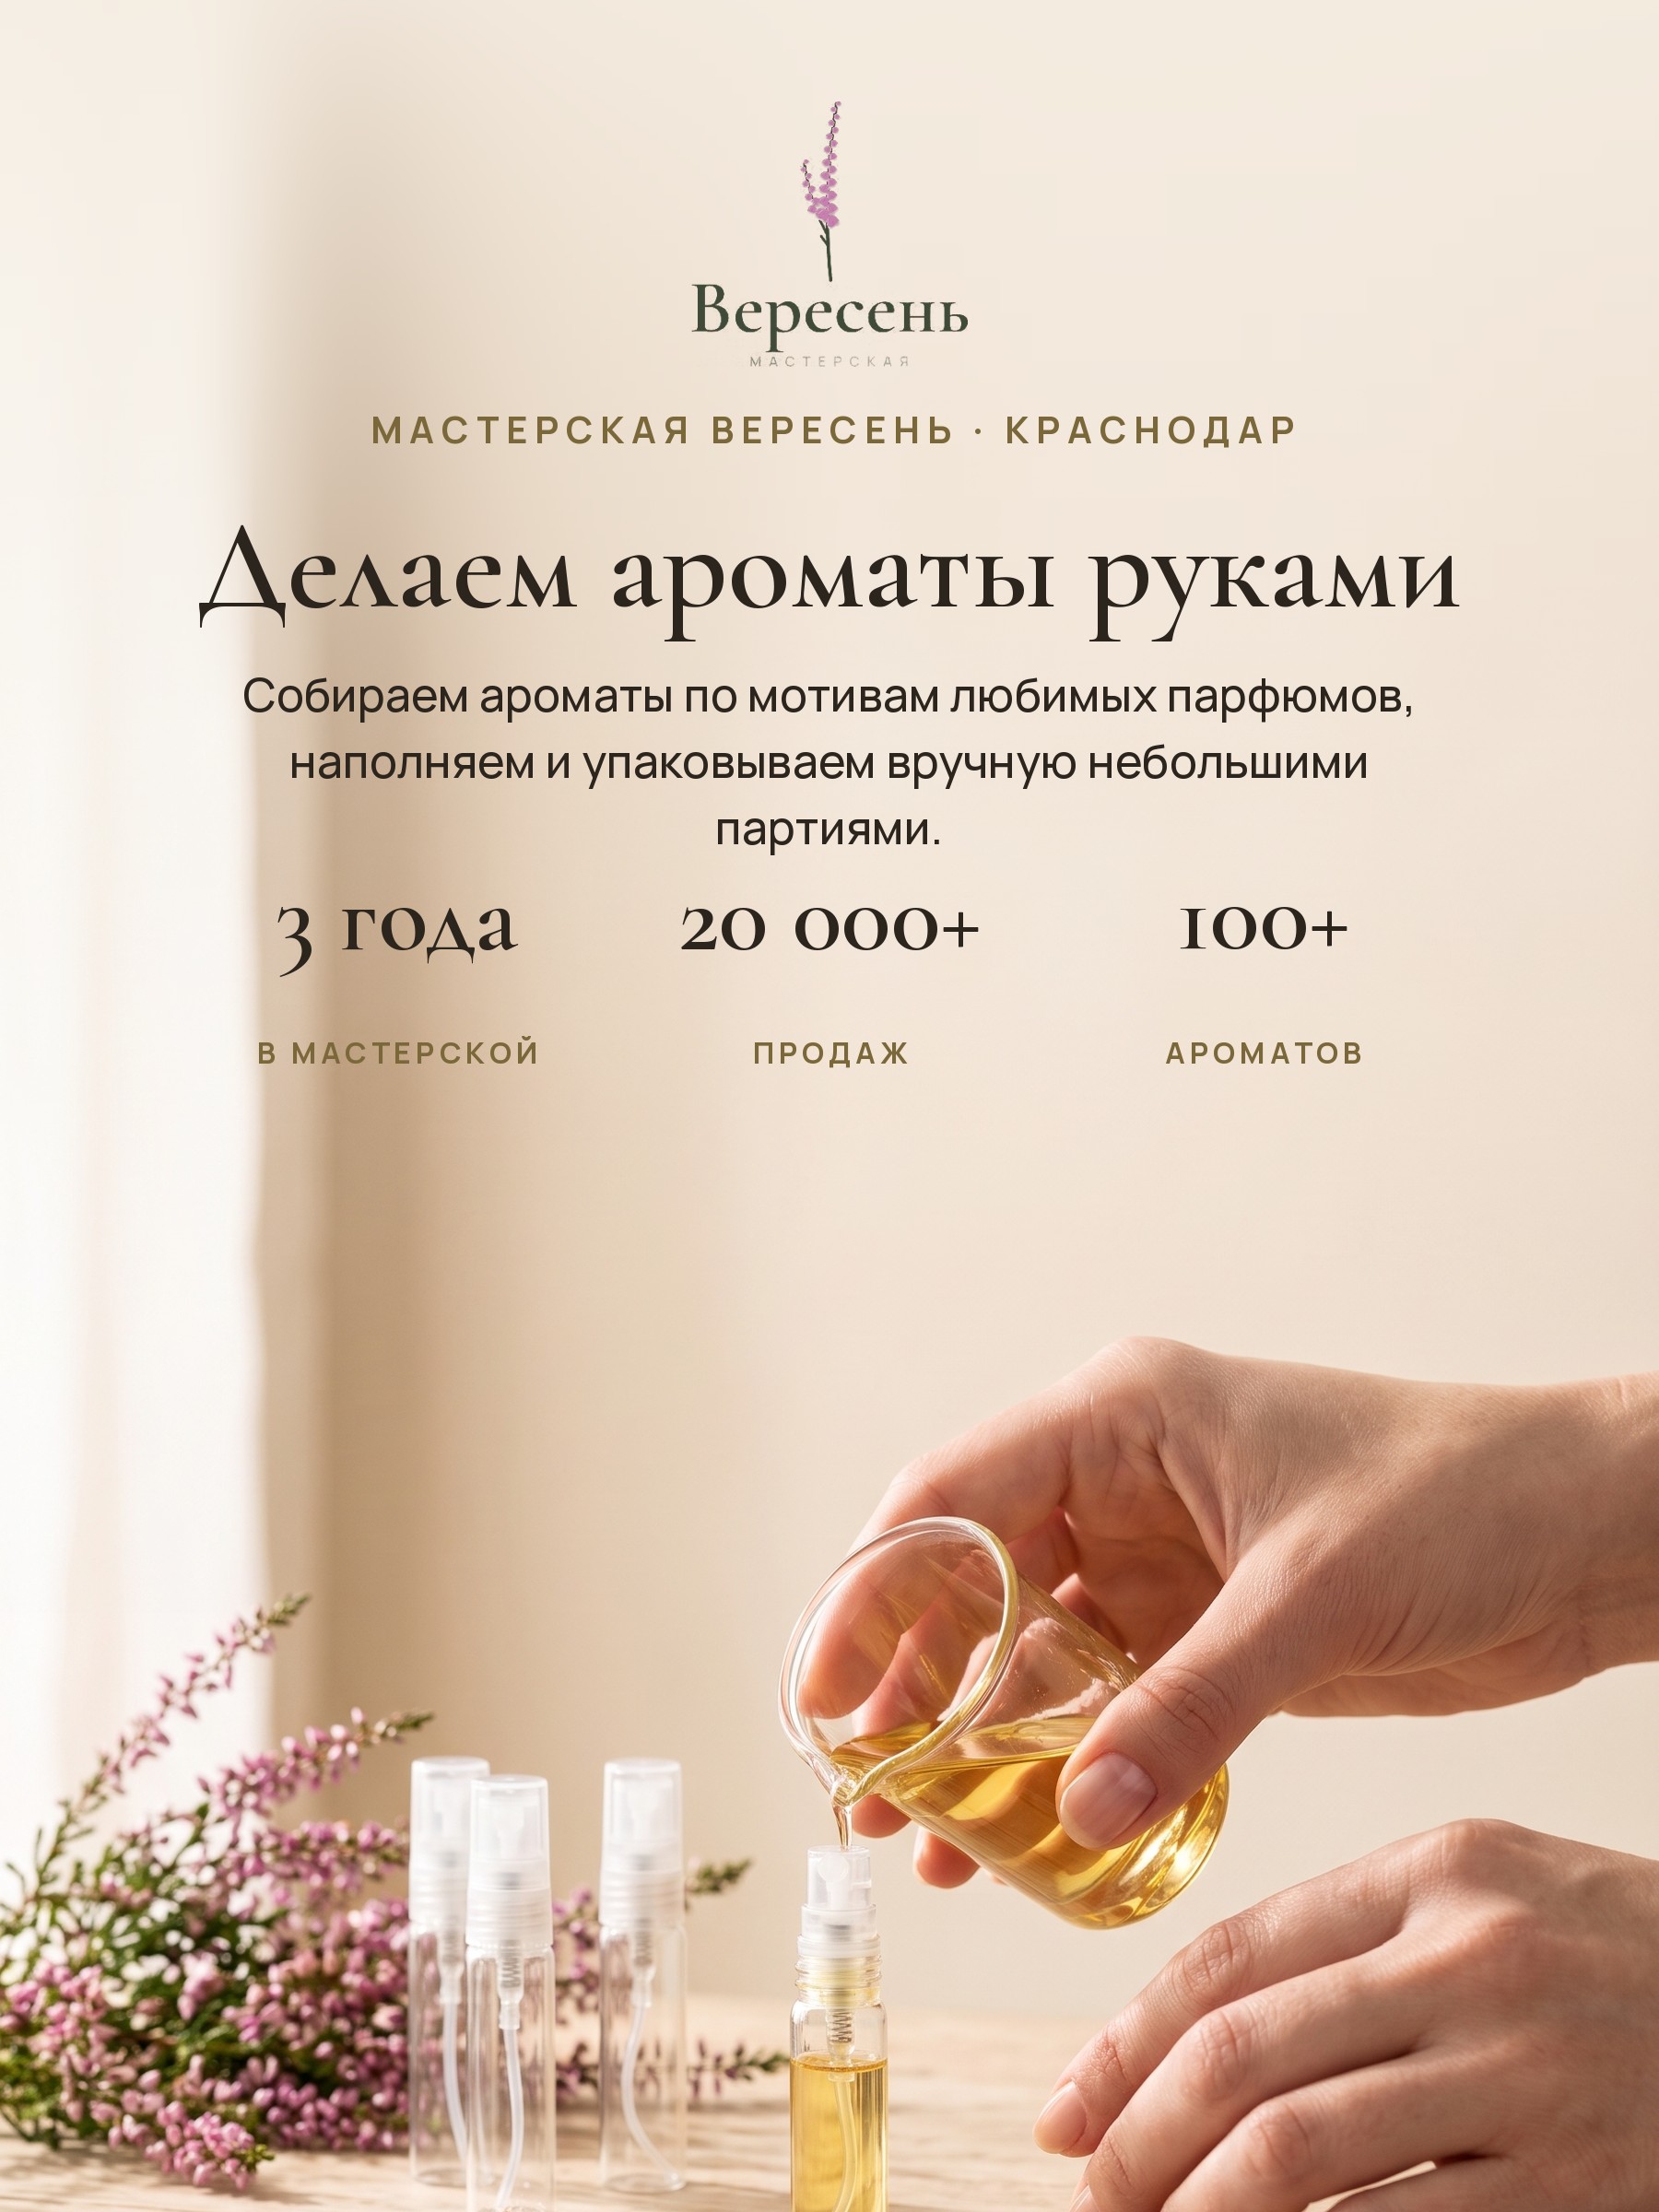 Вересень
МАСТЕРСКАЯ
МАСТЕРСКАЯ ВЕРЕСЕНЬ · КРАСНОДАР
Делаем ароматы руками
Собираем ароматы по мотивам любимых парфюмов,
наполняем и упаковываем вручную небольшими
партиями.
3 года 20 000+ 100+
В МАСТЕРСКОЙ ПРОДАЖ АРОМАТОВ